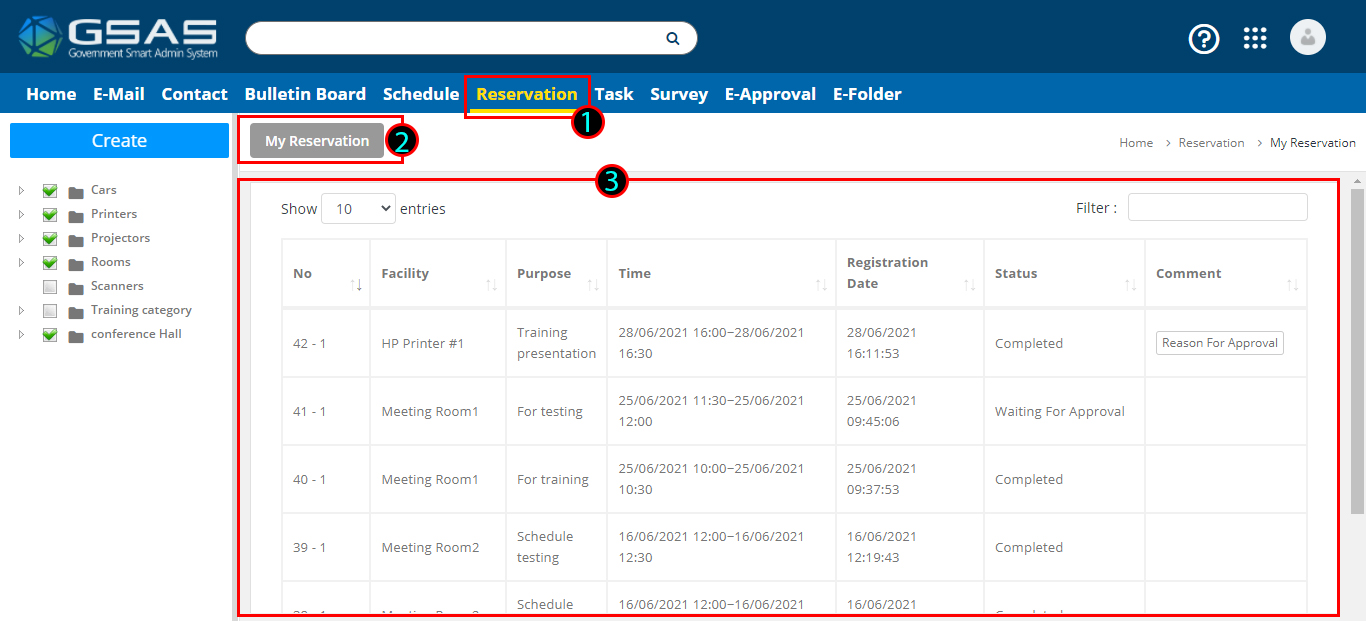 GSAS
Government Smart Admin System
Home E-Mail Contact Bulletin Board Schedule Reservation Task Survey E-Approval E-Folder
1
Create
My Reservation
2
Home > Reservation > My Reservation
Cars
Printers
Projectors
Rooms
Scanners
Training category
conference Hall
3
Show 10 entries
Filter :
No Facility Purpose Time Registration Date Status Comment
42 - 1 HP Printer #1 Training presentation 28/06/2021 16:00~28/06/2021 16:30 28/06/2021 16:11:53 Completed Reason For Approval
41 - 1 Meeting Room1 For testing 25/06/2021 11:30~25/06/2021 12:00 25/06/2021 09:45:06 Waiting For Approval
40 - 1 Meeting Room1 For training 25/06/2021 10:00~25/06/2021 10:30 25/06/2021 09:37:53 Completed
39 - 1 Meeting Room2 Schedule testing 16/06/2021 12:00~16/06/2021 12:30 16/06/2021 12:19:43 Completed
Schedule 16/06/2021 12:00~16/06/2021 16/06/2021